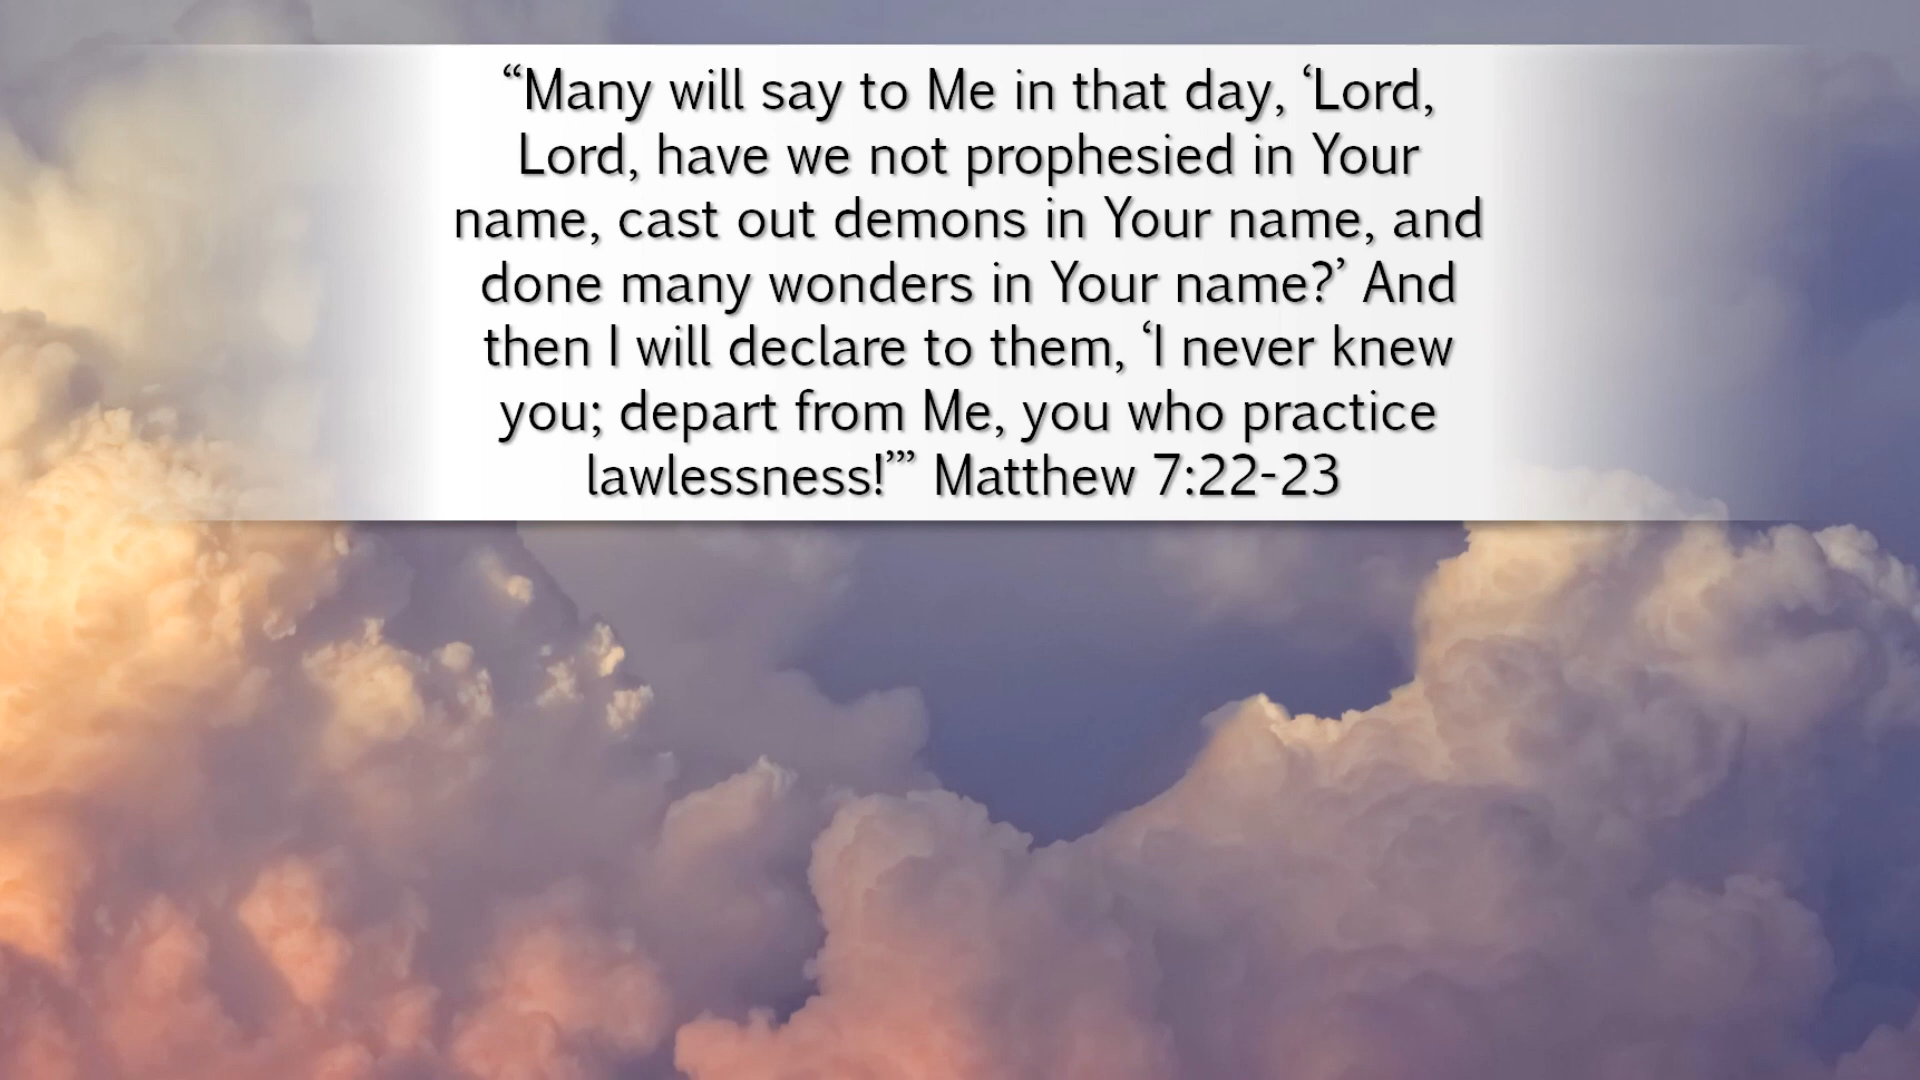 “Many will say to Me in that day, ‘Lord,
Lord, have we not prophesied in Your
name, cast out demons in Your name, and
done many wonders in Your name?’ And
then I will declare to them, ‘I never knew
you; depart from Me, you who practice
lawlessness!’” Matthew 7:22-23